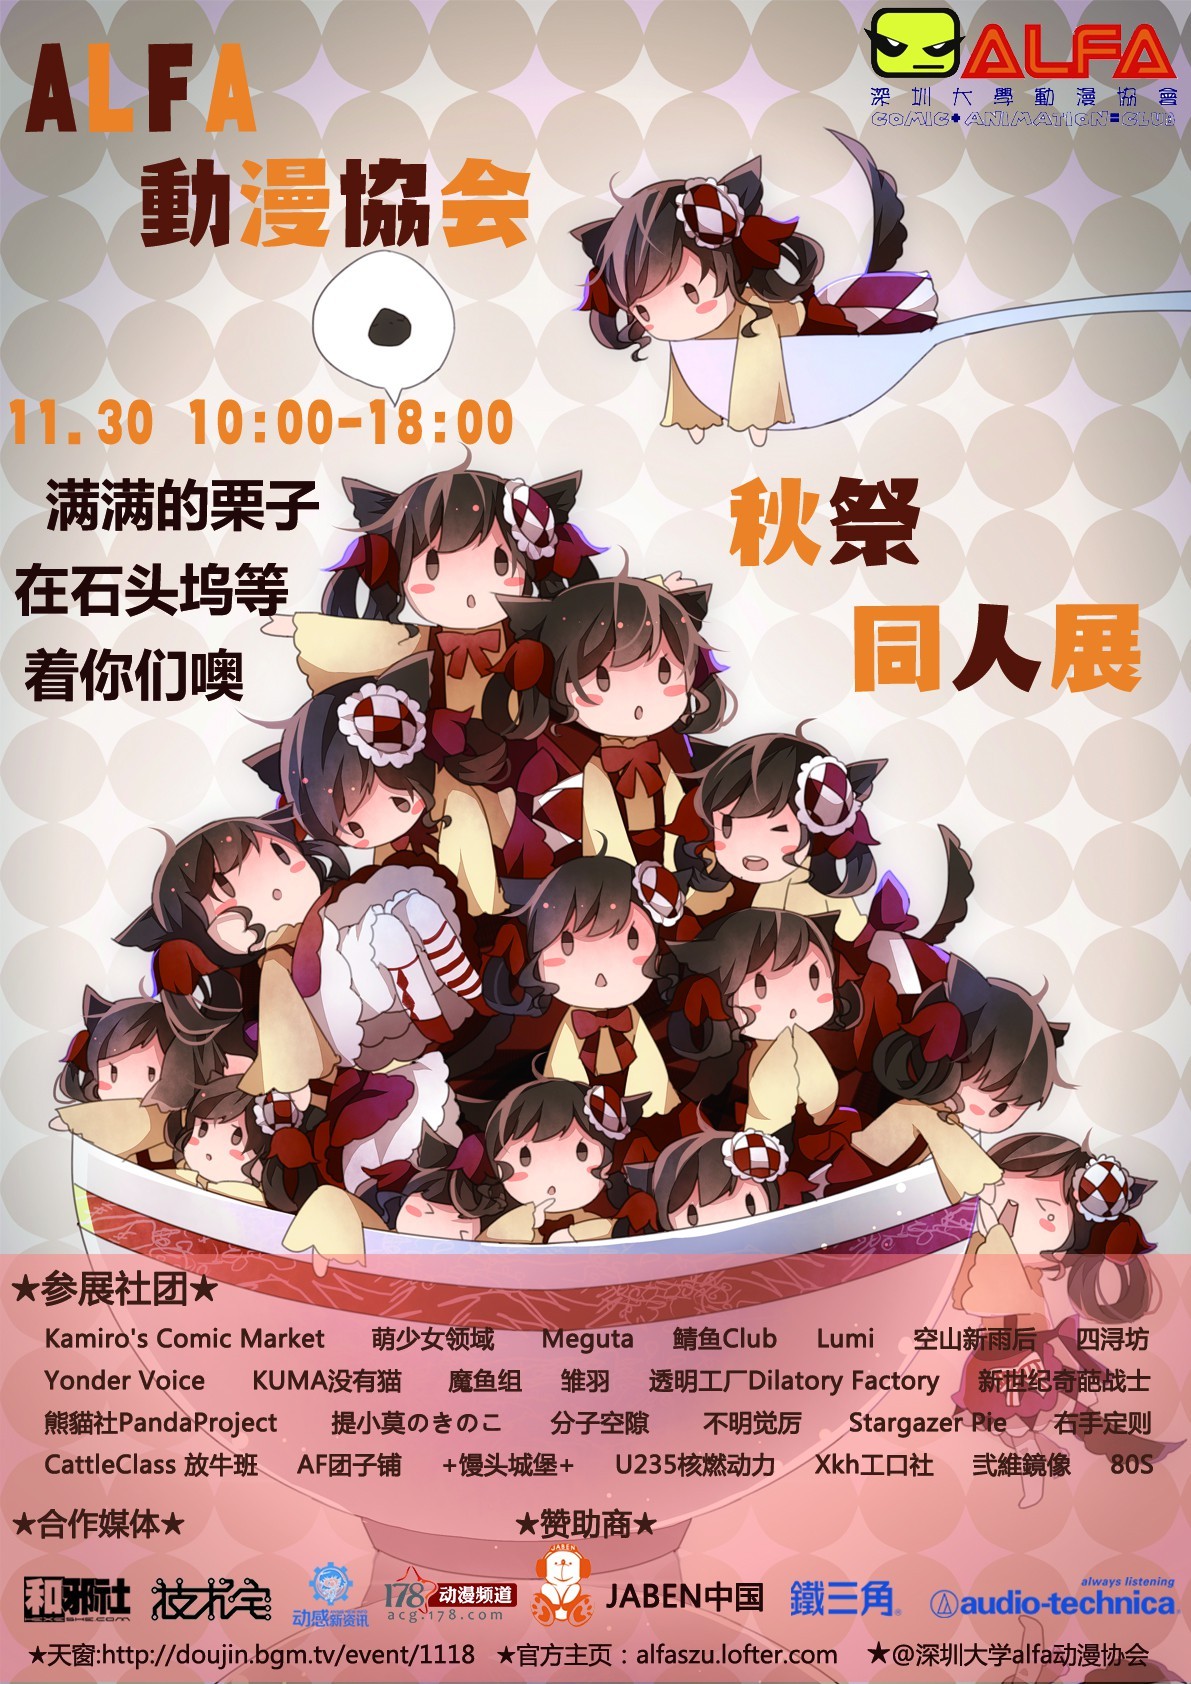 ALFA
動漫協会
ALFA
深圳大學動漫協會
COMIC+ANIMATION=CLUB
11.30 10:00-18:00
满满的栗子
在石头坞等
着你们噢
秋祭
同人展
★参展社团★
Kamiro's Comic Market 萌少女领域 Meguta 鲭鱼Club Lumi 空山新雨后 四浔坊
Yonder Voice KUMA没有猫 魔鱼组 雏羽 透明工厂Dilatory Factory 新世纪奇葩战士
熊貓社PandaProject 提小莫のきのこ 分子空隙 不明觉厉 Stargazer Pie 右手定则
CattleClass 放牛班 AF团子铺 +馒头城堡+ U235核燃动力 Xkh工口社 弐維鏡像 80S
★合作媒体★ ★赞助商★
和邪社
技术宅
动感新资讯
178动漫频道
acg.178.com
JABEN
JABEN中国
鐵三角
always listening
audio-technica
★天窗:http://doujin.bgm.tv/event/1118 ★官方主页：alfaszu.lofter.com ★@深圳大学alfa动漫协会